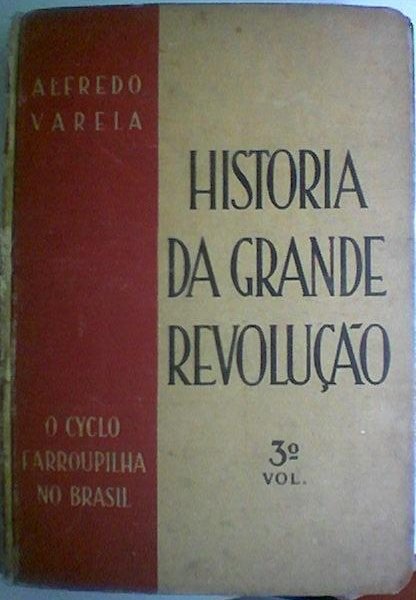 ALFREDO
VARELA
HISTORIA
DA GRANDE
REVOLUÇÃO
3º
VOL.
O CYCLO
FARROUPILHA
NO BRASIL